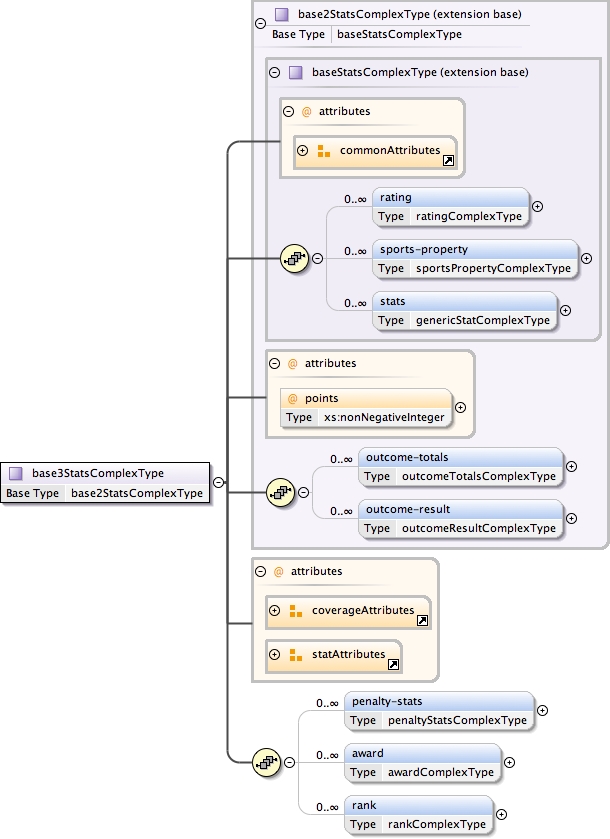 base2StatsComplexType (extension base)
Base Type baseStatsComplexType
baseStatsComplexType (extension base)
@ attributes
commonAttributes
0..∞ rating
Type ratingComplexType
0..∞ sports-property
Type sportsPropertyComplexType
0..∞ stats
Type genericStatComplexType
@ attributes
@ points
Type xs:nonNegativeInteger
base3StatsComplexType
Base Type base2StatsComplexType
0..∞ outcome-totals
Type outcomeTotalsComplexType
0..∞ outcome-result
Type outcomeResultComplexType
@ attributes
coverageAttributes
statAttributes
0..∞ penalty-stats
Type penaltyStatsComplexType
0..∞ award
Type awardComplexType
0..∞ rank
Type rankComplexType